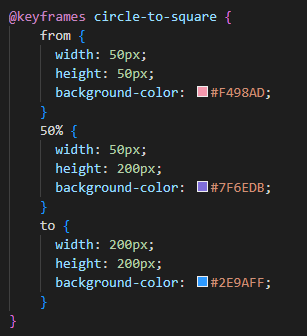 @keyframes circle-to-square {
from {
width: 50px;
height: 50px;
background-color: #F498AD;
}
50% {
width: 50px;
height: 200px;
background-color: #7F6EDB;
}
to {
width: 200px;
height: 200px;
background-color: #2E9AFF;
}
}